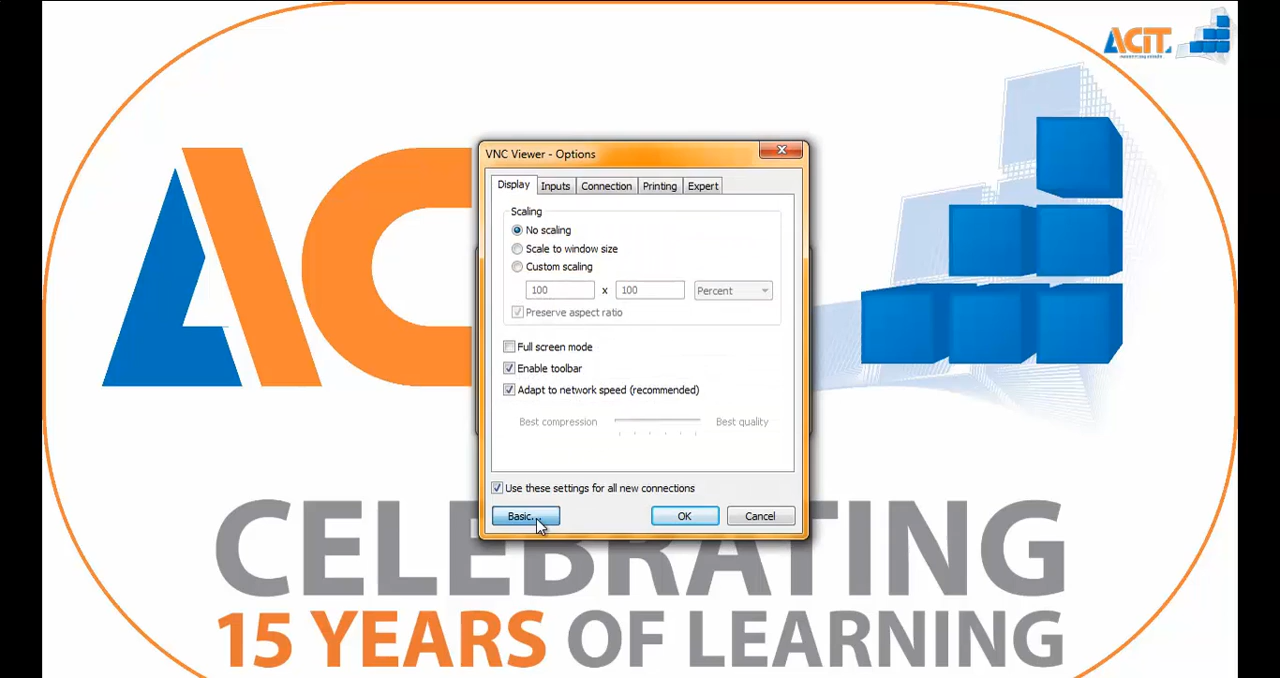 ACiT
VNC Viewer - Options
Display Inputs Connection Printing Expert
Scaling
No scaling
Scale to window size
Custom scaling
100 x 100 Percent
Preserve aspect ratio
Full screen mode
Enable toolbar
Adapt to network speed (recommended)
Best compression Best quality
Use these settings for all new connections
Basic... OK Cancel
CELEBRATING
15 YEARS OF LEARNING